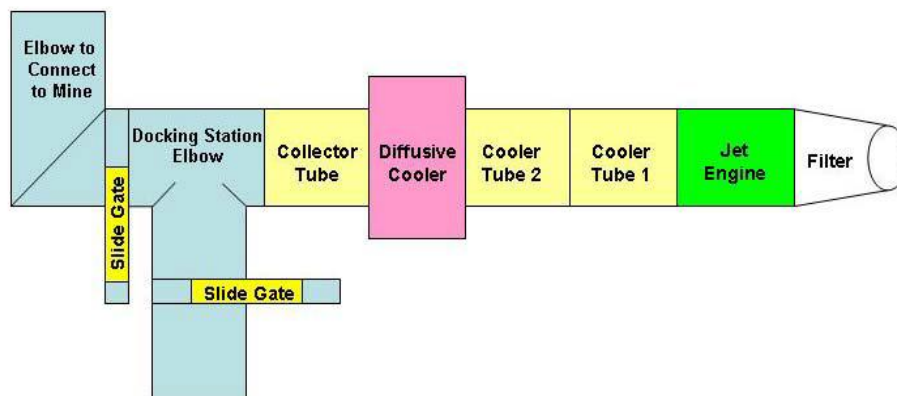 Elbow to
Connect
to Mine
Docking Station
Elbow
Collector
Tube
Diffusive
Cooler
Cooler
Tube 2
Cooler
Tube 1
Jet
Engine
Filter
Slide Gate
Slide Gate